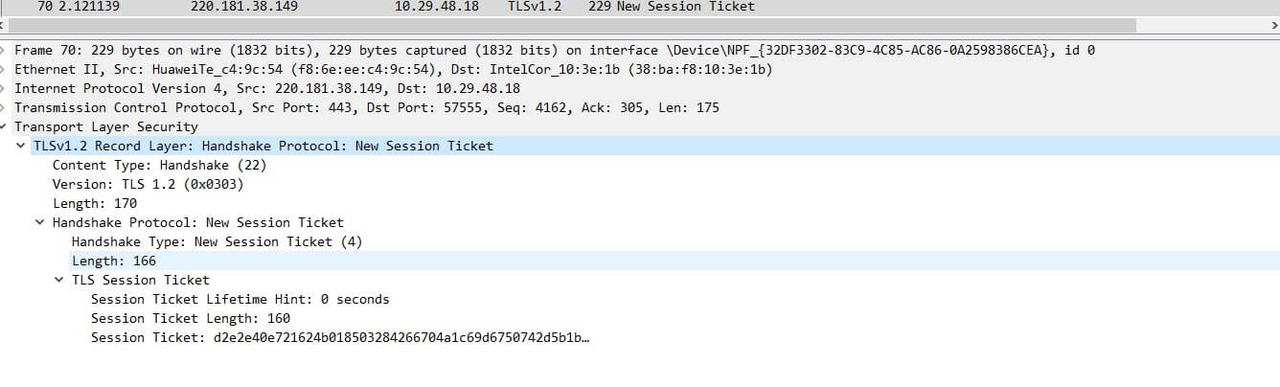 70 2.121139 220.181.38.149 10.29.48.18 TLSv1.2 229 New Session Ticket
Frame 70: 229 bytes on wire (1832 bits), 229 bytes captured (1832 bits) on interface \Device\NPF_{32DF3302-83C9-4C85-AC86-0A2598386CEA}, id 0
Ethernet II, Src: HuaweiTe_c4:9c:54 (f8:6e:ee:c4:9c:54), Dst: IntelCor_10:3e:1b (38:ba:f8:10:3e:1b)
Internet Protocol Version 4, Src: 220.181.38.149, Dst: 10.29.48.18
Transmission Control Protocol, Src Port: 443, Dst Port: 57555, Seq: 4162, Ack: 305, Len: 175
Transport Layer Security
TLSv1.2 Record Layer: Handshake Protocol: New Session Ticket
Content Type: Handshake (22)
Version: TLS 1.2 (0x0303)
Length: 170
Handshake Protocol: New Session Ticket
Handshake Type: New Session Ticket (4)
Length: 166
TLS Session Ticket
Session Ticket Lifetime Hint: 0 seconds
Session Ticket Length: 160
Session Ticket: d2e2e40e721624b018503284266704a1c69d6750742d5b1b…